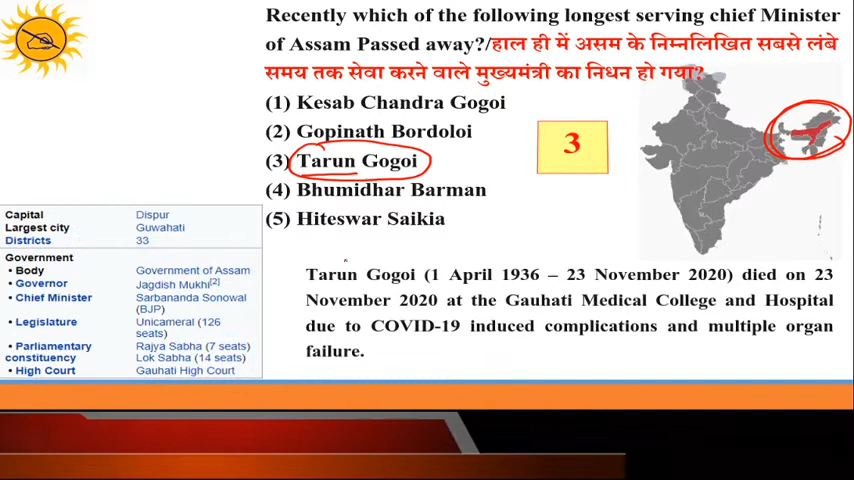 Recently which of the following longest serving chief Minister
of Assam Passed away?/हाल ही में असम के निम्नलिखित सबसे लंबे
समय तक सेवा करने वाले मुख्यमंत्री का निधन हो गया?
(1) Kesab Chandra Gogoi
(2) Gopinath Bordoloi
(3) Tarun Gogoi
(4) Bhumidhar Barman
(5) Hiteswar Saikia
3
Capital Dispur
Largest city Guwahati
Districts 33
Government
• Body Government of Assam
• Governor Jagdish Mukhi[2]
• Chief Minister Sarbananda Sonowal
(BJP)
• Legislature Unicameral (126
seats)
• Parliamentary Rajya Sabha (7 seats)
constituency Lok Sabha (14 seats)
• High Court Gauhati High Court
Tarun Gogoi (1 April 1936 – 23 November 2020) died on 23
November 2020 at the Gauhati Medical College and Hospital
due to COVID-19 induced complications and multiple organ
failure.